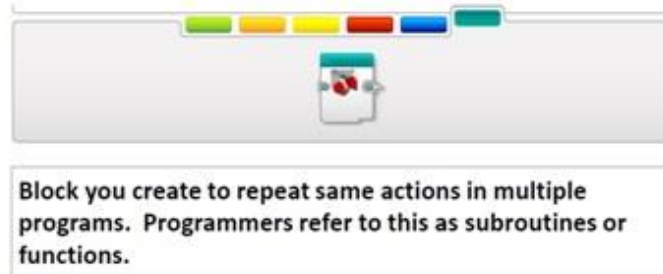 Block you create to repeat same actions in multiple
programs.  Programmers refer to this as subroutines or
functions.